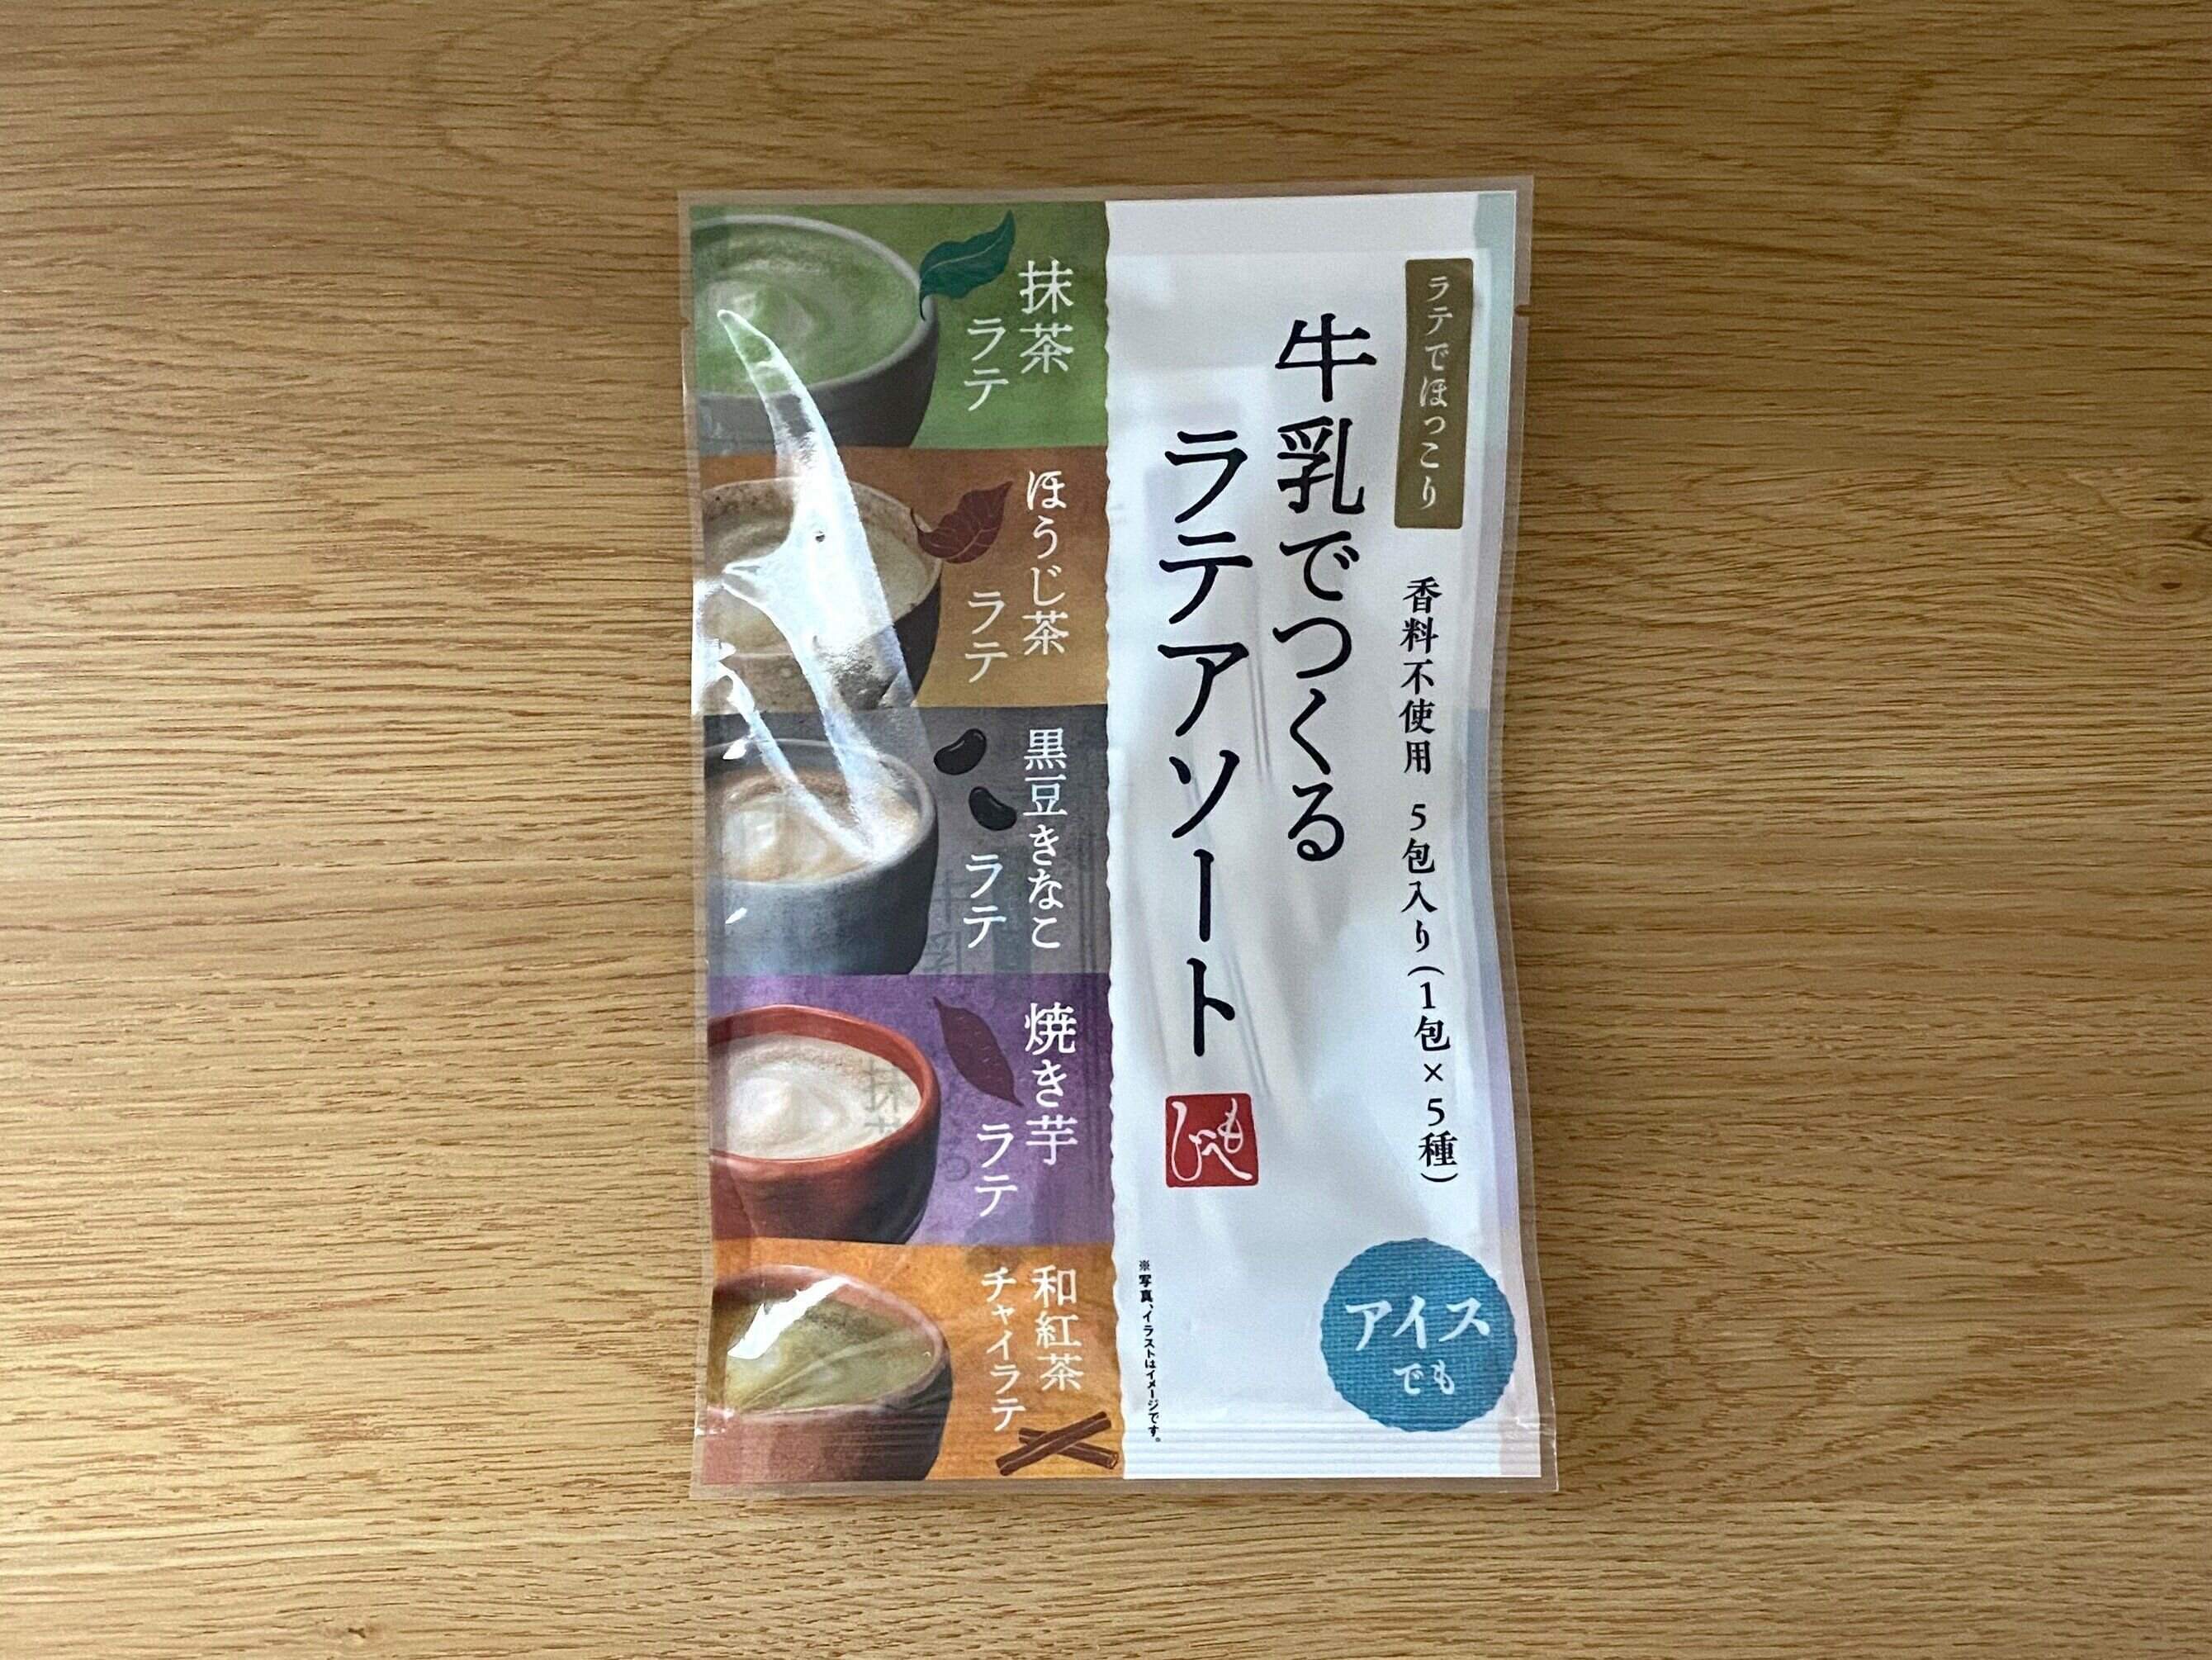 ラテでほっこり
香料不使用 5包入り(1包×5種)
牛乳でつくる
ラテアソート
もへじ
アイス
でも
※写真、イラストはイメージです。
抹茶
ラテ
ほうじ茶
ラテ
黒豆きなこ
ラテ
焼き芋
ラテ
和紅茶
チャイラテ